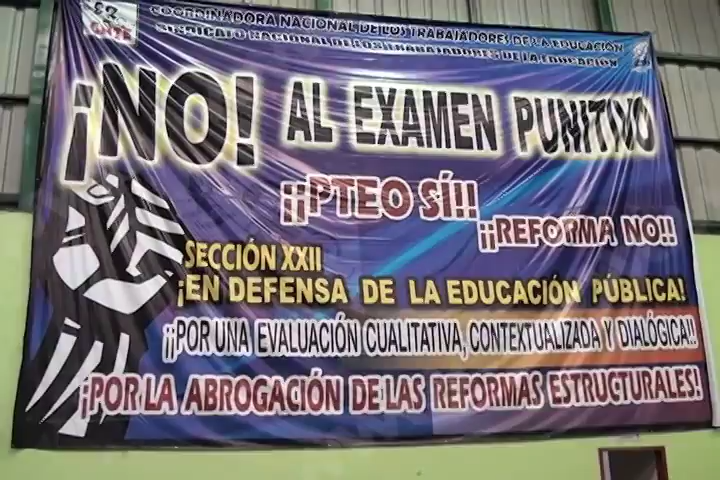 22
CNTE
COORDINADORA NACIONAL DE LOS TRABAJADORES DE LA EDUCACIÓN
SINDICATO NACIONAL DE LOS TRABAJADORES DE LA EDUCACIÓN
¡NO! AL EXAMEN PUNITIVO
¡¡PTEO SÍ!!
¡¡REFORMA NO!!
SECCIÓN XXII
¡EN DEFENSA DE LA EDUCACIÓN PÚBLICA!
¡¡POR UNA EVALUACIÓN CUALITATIVA, CONTEXTUALIZADA Y DIALÓGICA!!
¡POR LA ABROGACIÓN DE LAS REFORMAS ESTRUCTURALES!